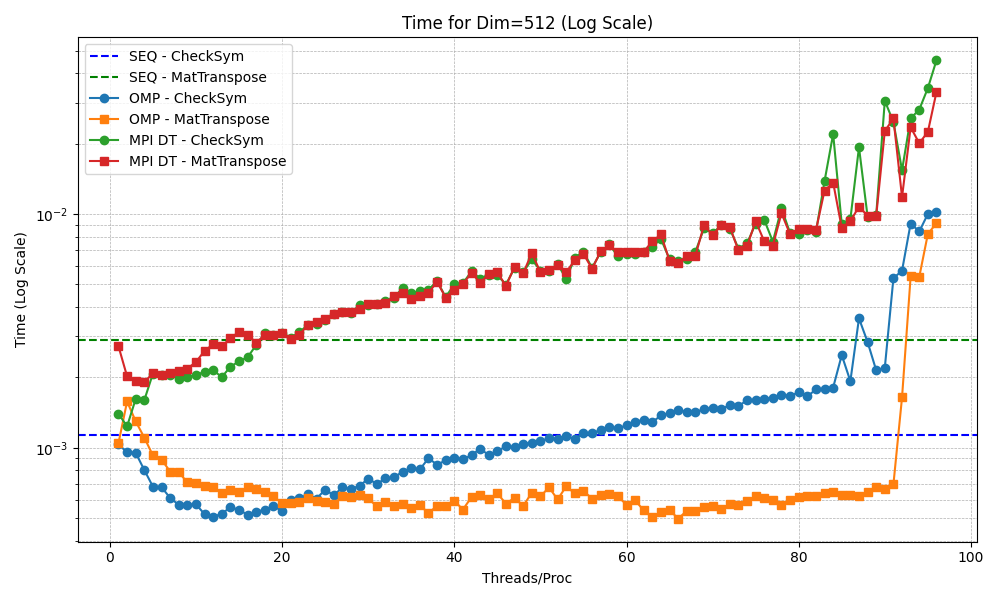 Time for Dim=512 (Log Scale)
SEQ - CheckSym
SEQ - MatTranspose
OMP - CheckSym
OMP - MatTranspose
MPI DT - CheckSym
MPI DT - MatTranspose
Time (Log Scale)
10⁻²
10⁻³
0 20 40 60 80 100
Threads/Proc